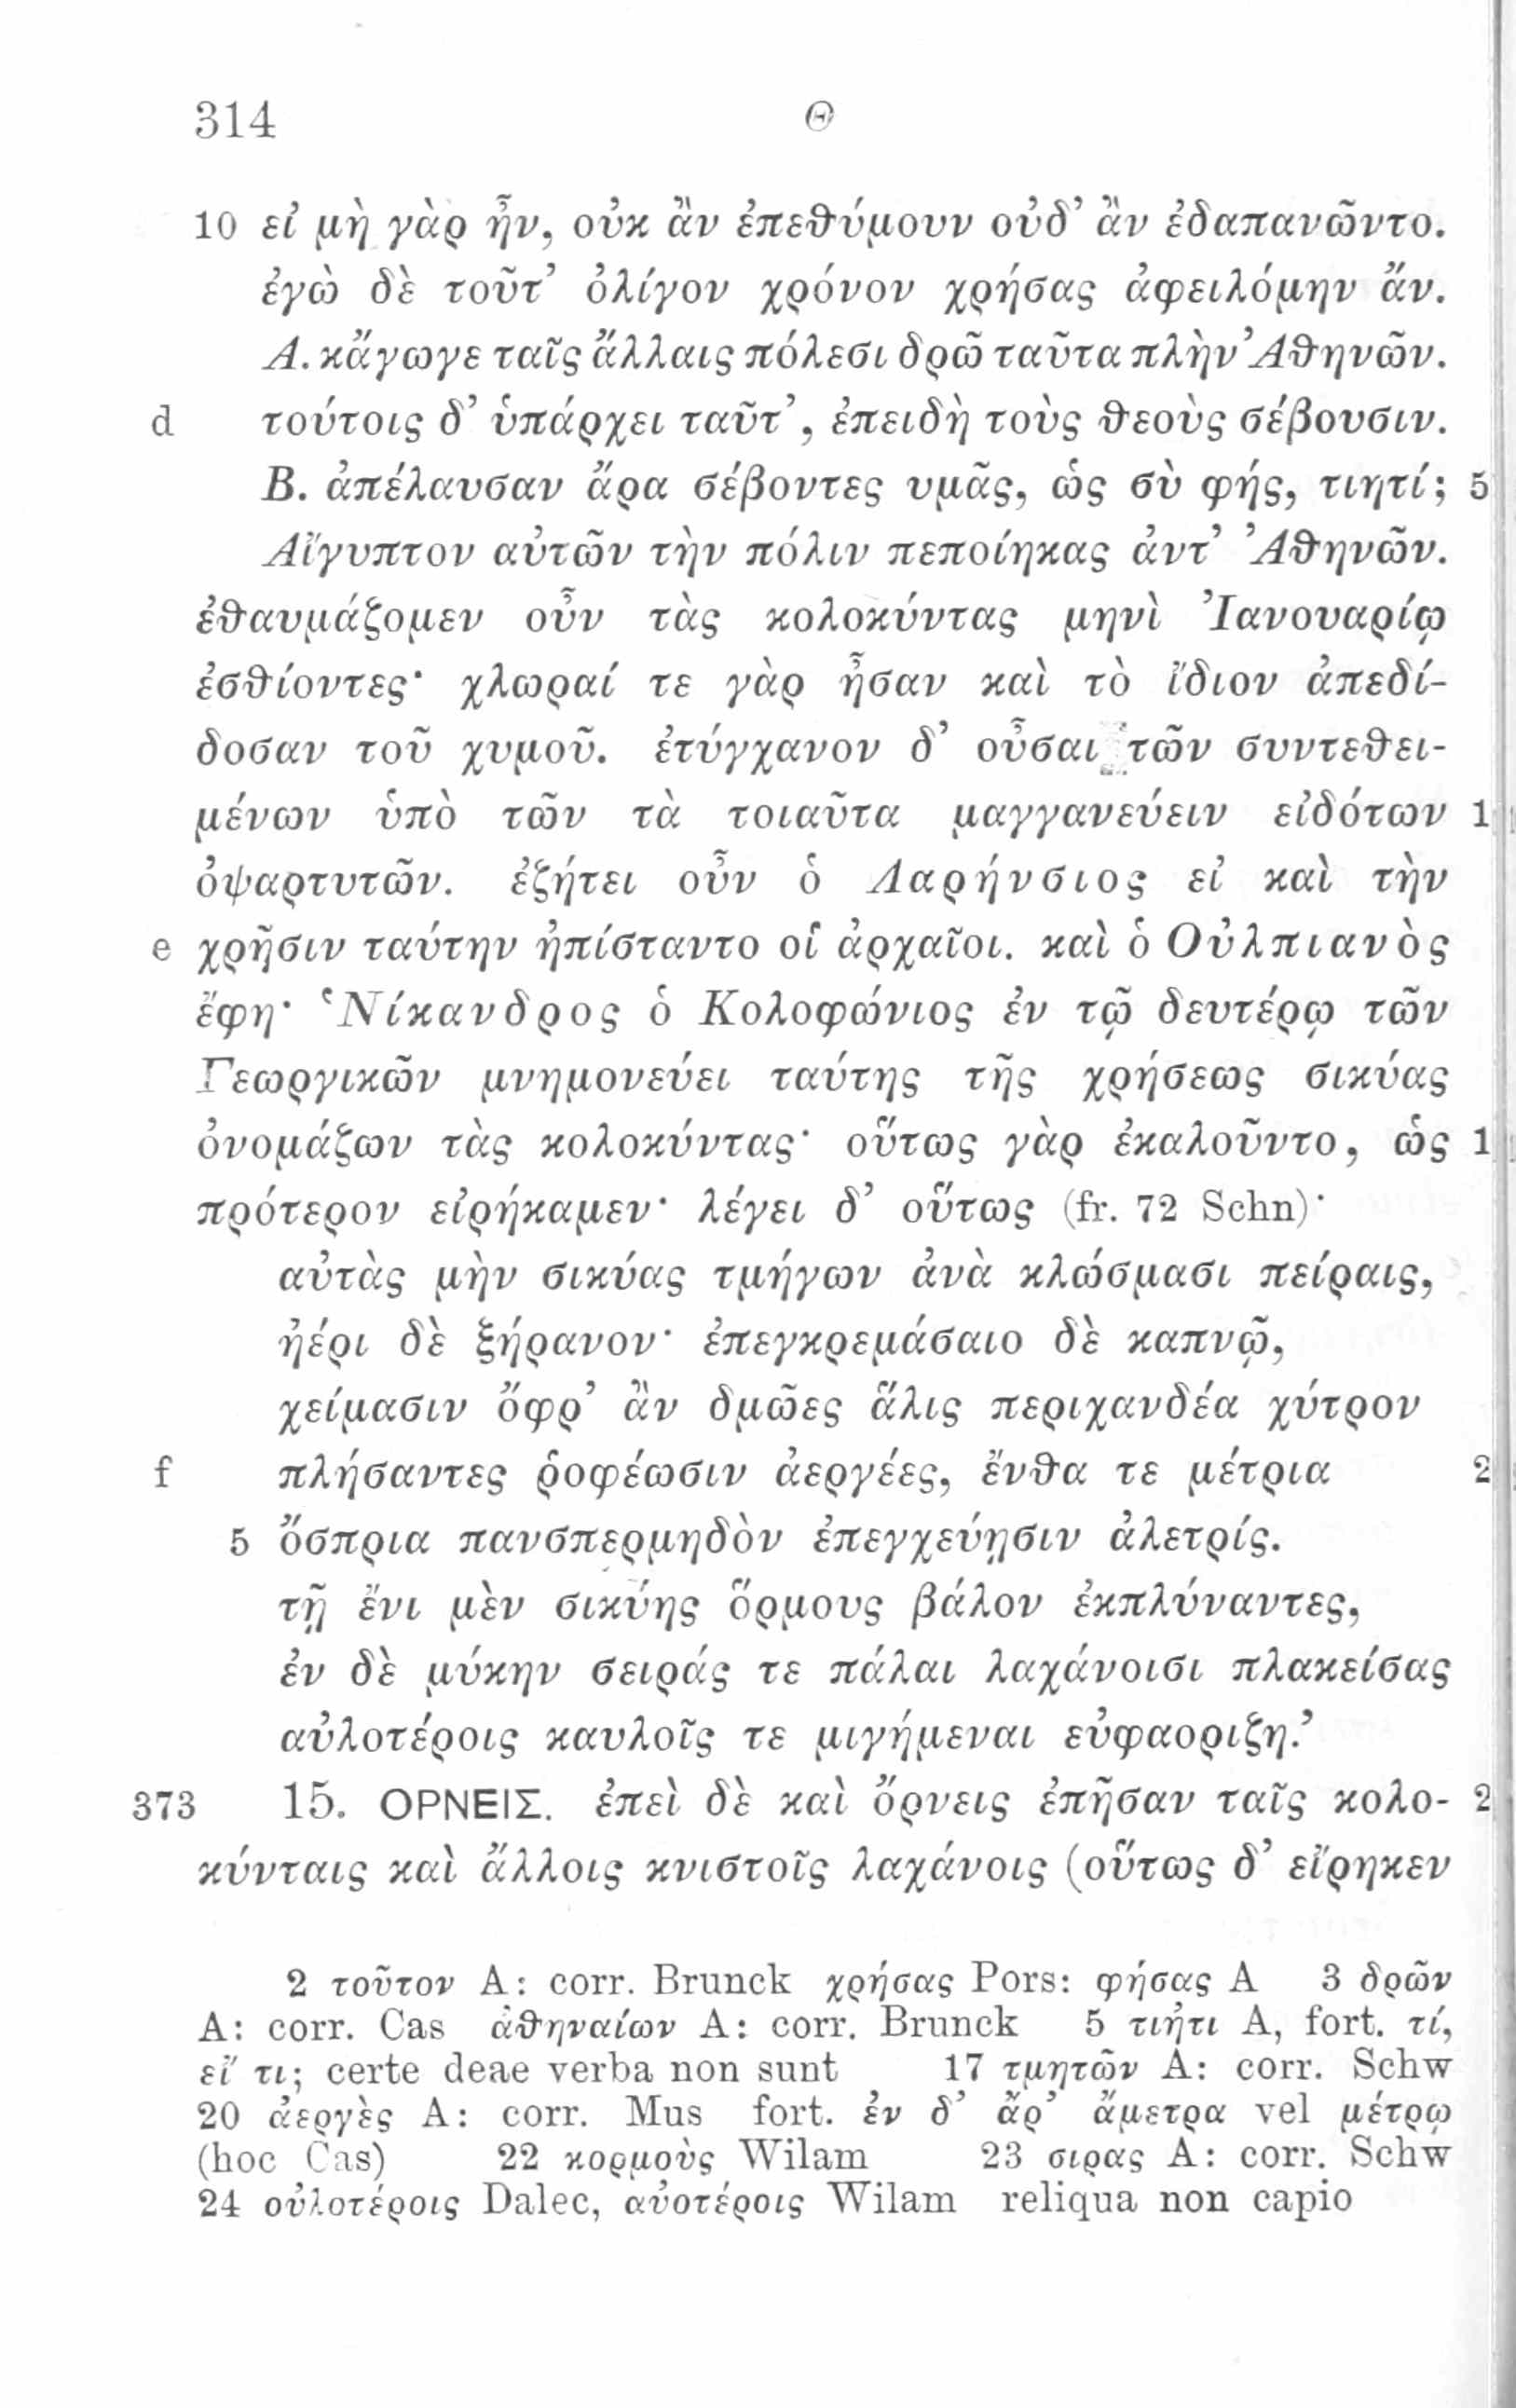 314 Θ
10 εἰ μὴ γὰρ ἦν, οὐκ ἂν ἐπεθύμουν οὐδ’ ἂν ἐδαπανῶντο.
ἐγὼ δὲ τοῦτ’ ὀλίγον χρόνον χρήσας ἀφειλόμην ἄν.
Α. κἄγωγε ταῖς ἄλλαις πόλεσι δρῶ ταῦτα πλὴν Ἀθηνῶν.
d τούτοις δ’ ὑπάρχει ταῦτ’, ἐπειδὴ τοὺς θεοὺς σέβουσιν.
Β. ἀπέλαυσαν ἄρα σέβοντες υμᾶς, ὡς σὺ φῄς, τιητί; 5
Αἴγυπτον αὐτῶν τὴν πόλιν πεποίηκας ἀντ’ Ἀθηνῶν.
ἐθαυμάζομεν οὖν τὰς κολοκύντας μηνὶ Ἰανουαρίῳ
ἐσθίοντες· χλωραί τε γὰρ ἦσαν καὶ τὸ ἴδιον ἀπεδί-
δοσαν τοῦ χυμοῦ. ἐτύγχανον δ’ οὖσαι τῶν συντεθει-
μένων ὑπὸ τῶν τὰ τοιαῦτα μαγγανεύειν εἰδότων 1
ὀψαρτυτῶν. ἐζήτει οὖν ὁ Λαρήνσιος εἰ καὶ τὴν
e χρῆσιν ταύτην ἠπίσταντο οἱ ἀρχαῖοι. καὶ ὁ Οὐλπιανὸς
ἔφη· ‘Νίκανδρος ὁ Κολοφώνιος ἐν τῷ δευτέρῳ τῶν
Γεωργικῶν μνημονεύει ταύτης τῆς χρήσεως σικύας
ὀνομάζων τὰς κολοκύντας· οὕτως γὰρ ἐκαλοῦντο, ὡς 1
πρότερον εἰρήκαμεν· λέγει δ’ οὕτως (fr. 72 Schn)·
αὐτὰς μὴν σικύας τμήγων ἀνὰ κλώσμασι πείραις,
ἠέρι δὲ ξήρανον· ἐπεγκρεμάσαιο δὲ καπνῷ,
χείμασιν ὄφρ’ ἂν δμῶες ἅλις περιχανδέα χύτρον
f πλήσαντες ῥοφέωσιν ἀεργέες, ἔνθα τε μέτρια 2
5 ὄσπρια πανσπερμηδὸν ἐπεγχεύῃσιν ἀλετρίς.
τῇ ἔνι μὲν σικύης ὅρμους βάλον ἐκπλύναντες,
ἐν δὲ μύκην σειράς τε πάλαι λαχάνοισι πλακείσας
αὐλοτέροις καυλοῖς τε μιγήμεναι εὐφαοριζη.’
373 15. ΟΡΝΕΙΣ. ἐπεὶ δὲ καὶ ὄρνεις ἐπῆσαν ταῖς κολο- 2
κύνταις καὶ ἄλλοις κνιστοῖς λαχάνοις (οὕτως δ’ εἴρηκεν
2 τοῦτον A: corr. Brunck χρήσας Pors: φήσας A 3 δρῶν
A: corr. Cas ἀθηναίων A: corr. Brunck 5 τιήτι A, fort. τί,
εἴ τι; certe deae verba non sunt 17 τμητῶν A: corr. Schw
20 ἀεργὲς A: corr. Mus fort. ἐν δ’ ἄρ’ ἄμετρα vel μέτρῳ
(hoc Cas) 22 κορμοὺς Wilam 23 σιρας A: corr. Schw
24 οὐλοτέροις Dalec, αὐοτέροις Wilam reliqua non capio